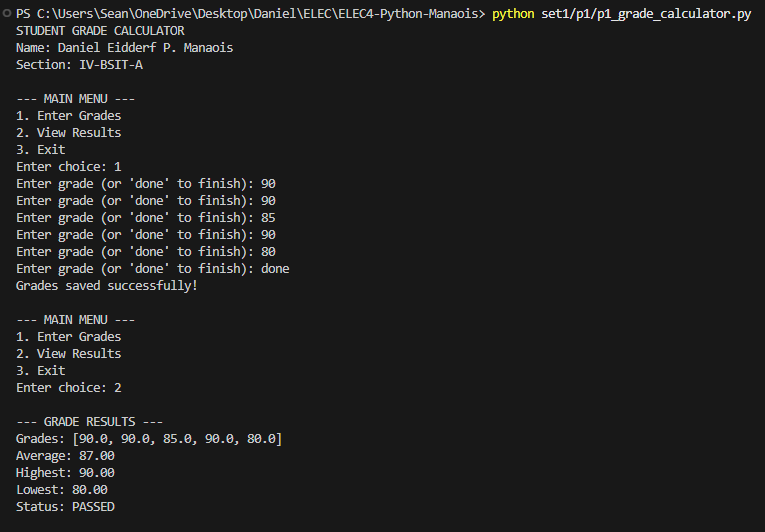 PS C:\Users\Sean\OneDrive\Desktop\Daniel\ELEC\ELEC4-Python-Manaois> python set1/p1/p1_grade_calculator.py
STUDENT GRADE CALCULATOR
Name: Daniel Eidderf P. Manaois
Section: IV-BSIT-A

--- MAIN MENU ---
1. Enter Grades
2. View Results
3. Exit
Enter choice: 1
Enter grade (or 'done' to finish): 90
Enter grade (or 'done' to finish): 90
Enter grade (or 'done' to finish): 85
Enter grade (or 'done' to finish): 90
Enter grade (or 'done' to finish): 80
Enter grade (or 'done' to finish): done
Grades saved successfully!

--- MAIN MENU ---
1. Enter Grades
2. View Results
3. Exit
Enter choice: 2

--- GRADE RESULTS ---
Grades: [90.0, 90.0, 85.0, 90.0, 80.0]
Average: 87.00
Highest: 90.00
Lowest: 80.00
Status: PASSED